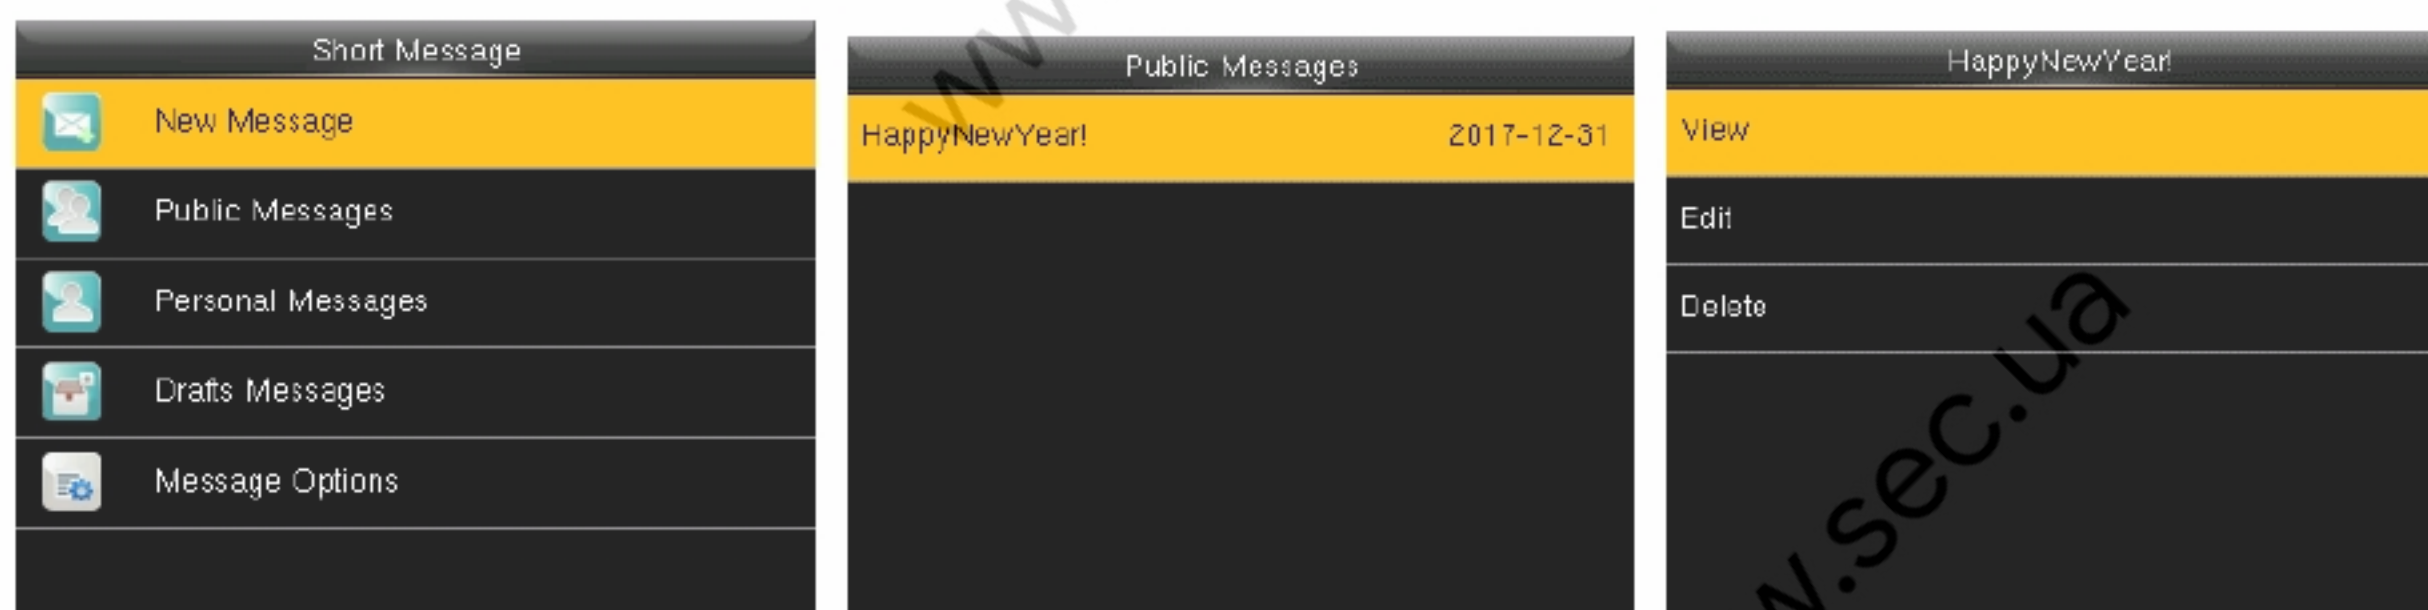 Short Message
New Message
Public Messages
Personal Messages
Drafts Messages
Message Options
Public Messages
HappyNewYear! 2017-12-31
HappyNewYear!
View
Edit
Delete
ww
w.sec.ua